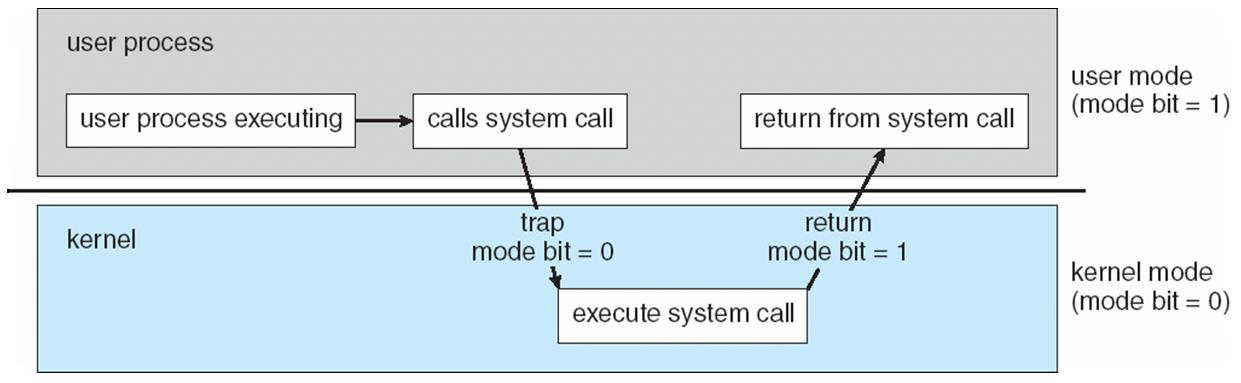 user process
user process executing
calls system call
return from system call
user mode
(mode bit = 1)
kernel
trap
mode bit = 0
return
mode bit = 1
execute system call
kernel mode
(mode bit = 0)